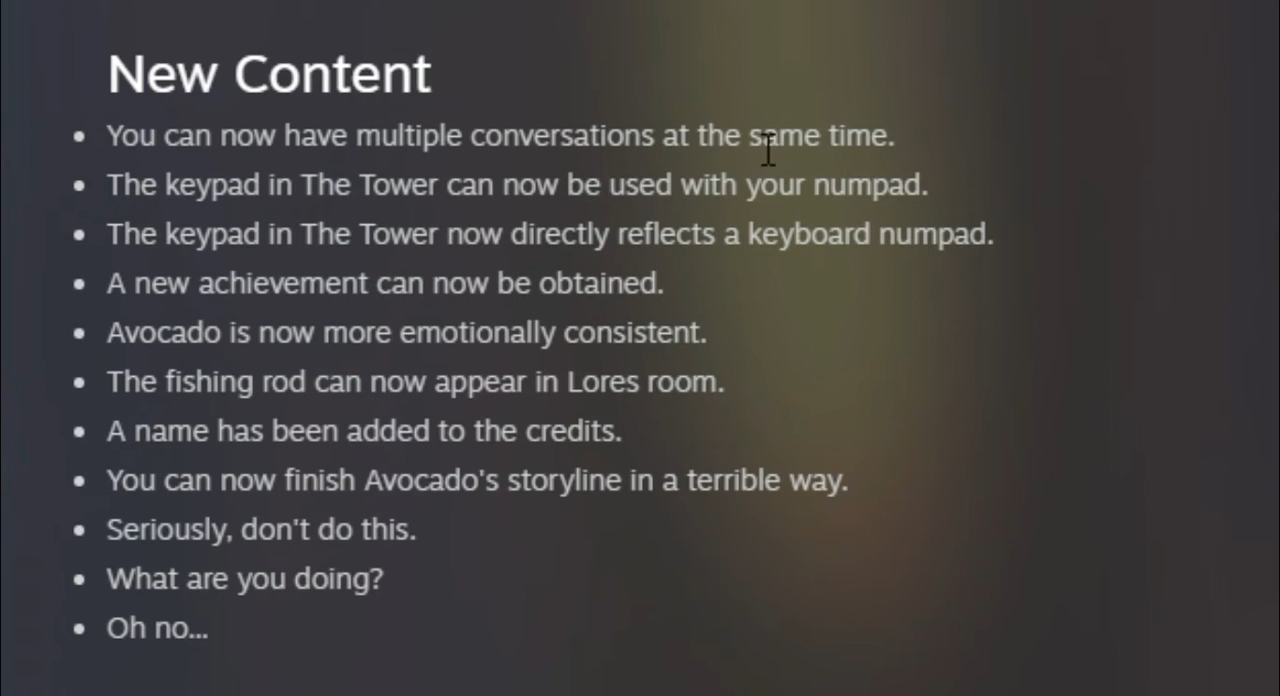 New Content
You can now have multiple conversations at the same time.
The keypad in The Tower can now be used with your numpad.
The keypad in The Tower now directly reflects a keyboard numpad.
A new achievement can now be obtained.
Avocado is now more emotionally consistent.
The fishing rod can now appear in Lores room.
A name has been added to the credits.
You can now finish Avocado's storyline in a terrible way.
Seriously, don't do this.
What are you doing?
Oh no...